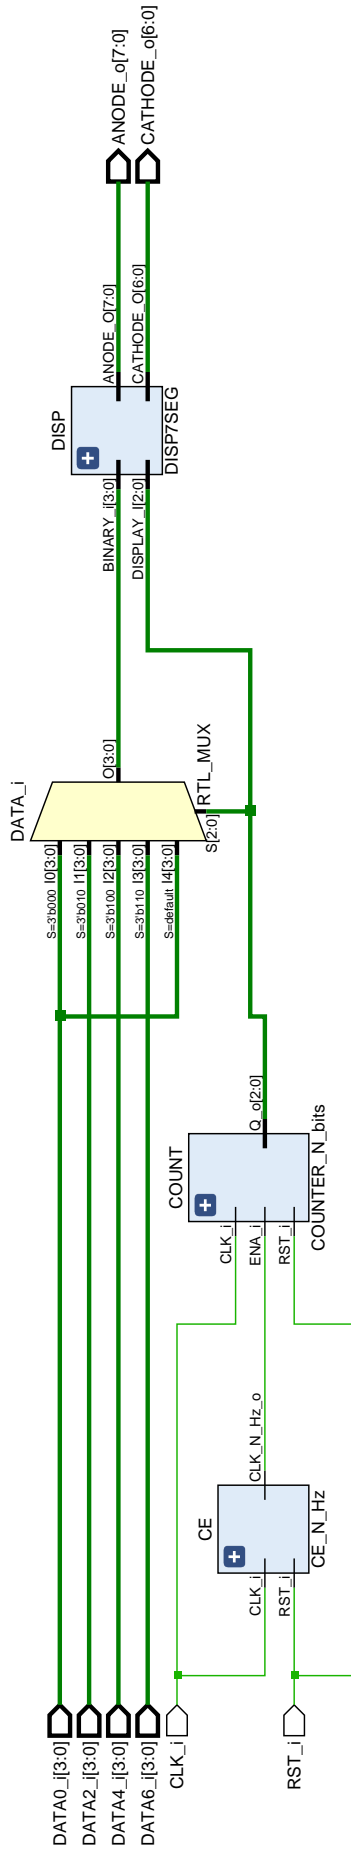 DATA0_i[3:0]
DATA2_i[3:0]
DATA4_i[3:0]
DATA6_i[3:0]
CLK_i
RST_i
CE
CLK_i
RST_i
CLK_N_Hz_o
CE_N_Hz
COUNT
CLK_i
ENA_i
RST_i
Q_o[2:0]
COUNTER_N_bits
DATA_i
S=3'b000 I0[3:0]
S=3'b010 I1[3:0]
S=3'b100 I2[3:0]
S=3'b110 I3[3:0]
S=default I4[3:0]
S[2:0]
O[3:0]
RTL_MUX
DISP
BINARY_i[3:0]
DISPLAY_I[2:0]
ANODE_O[7:0]
CATHODE_O[6:0]
DISP7SEG
ANODE_o[7:0]
CATHODE_o[6:0]